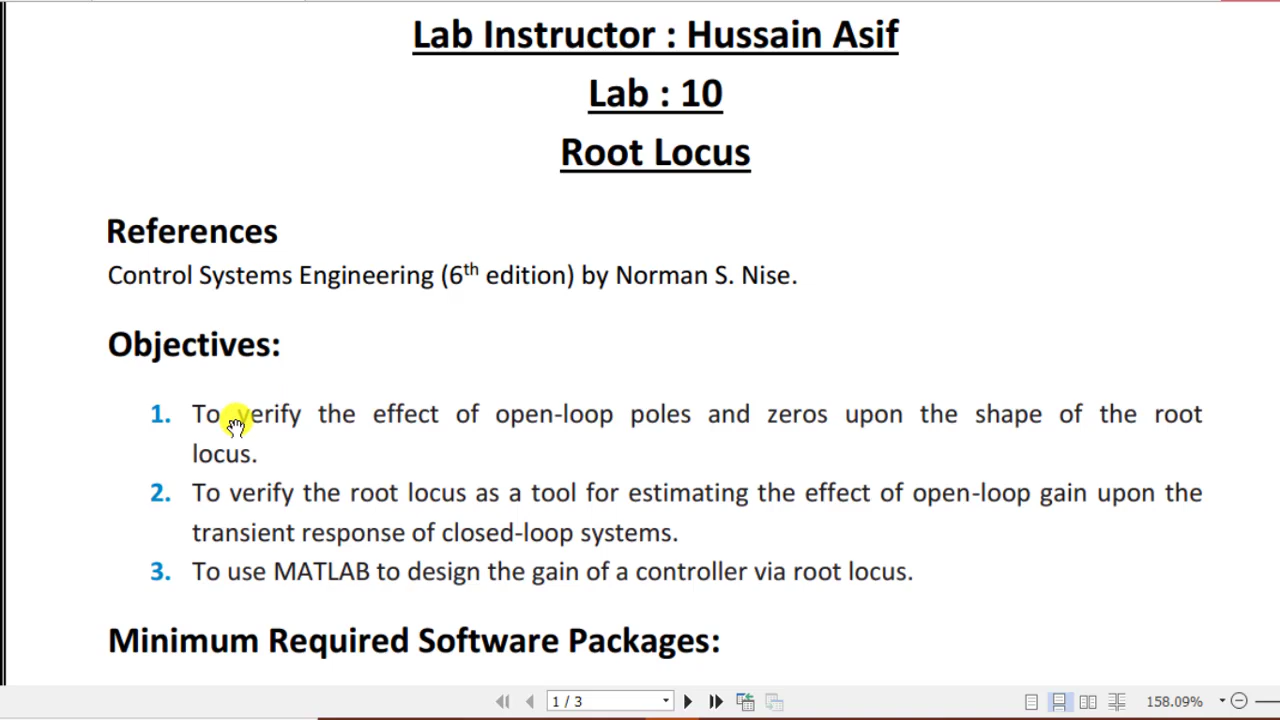 Lab Instructor : Hussain Asif
Lab : 10
Root Locus
References
Control Systems Engineering (6th edition) by Norman S. Nise.
Objectives:
1. To verify the effect of open-loop poles and zeros upon the shape of the root
locus.
2. To verify the root locus as a tool for estimating the effect of open-loop gain upon the
transient response of closed-loop systems.
3. To use MATLAB to design the gain of a controller via root locus.
Minimum Required Software Packages:
1 / 3
158.09%